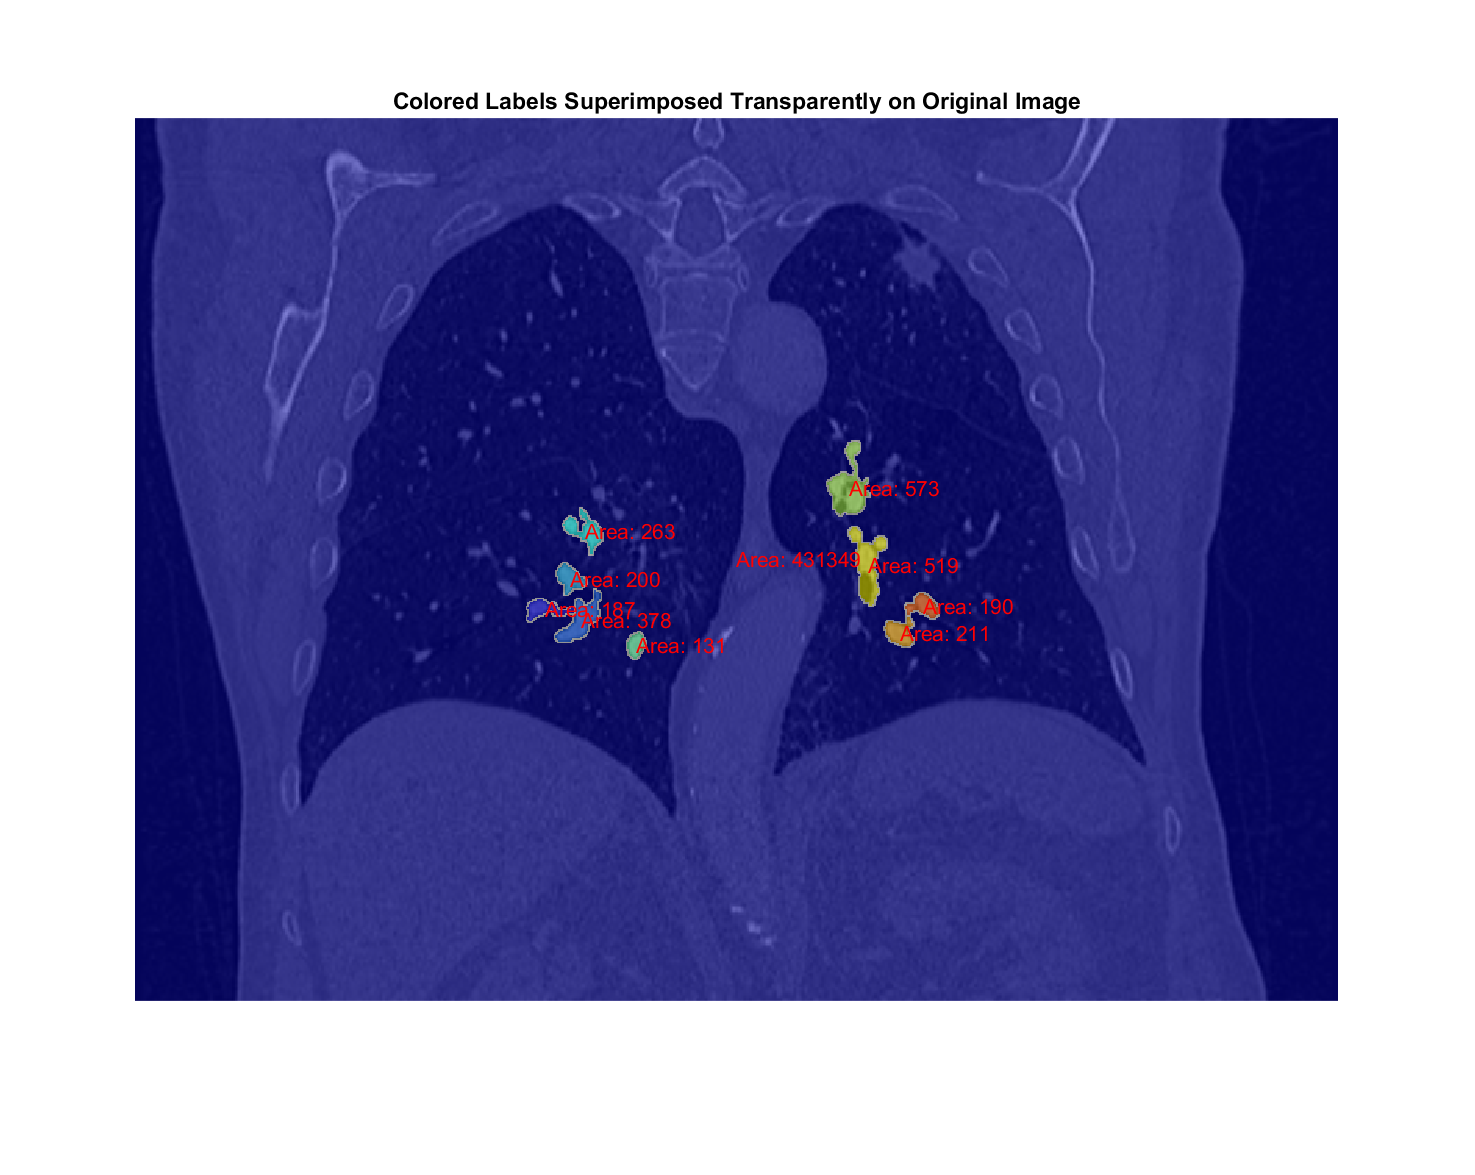 Colored Labels Superimposed Transparently on Original Image
Area: 573
Area: 263
Area: 431349
Area: 519
Area: 200
Area: 187
Area: 190
Area: 378
Area: 211
Area: 131